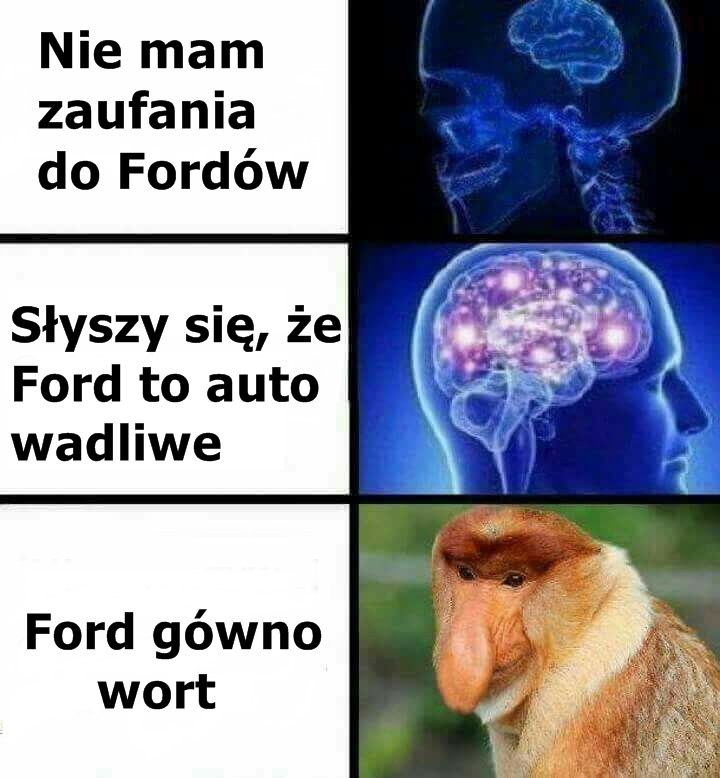 Nie mam
zaufania
do Fordów
Słyszy się, że
Ford to auto
wadliwe
Ford gówno
wort